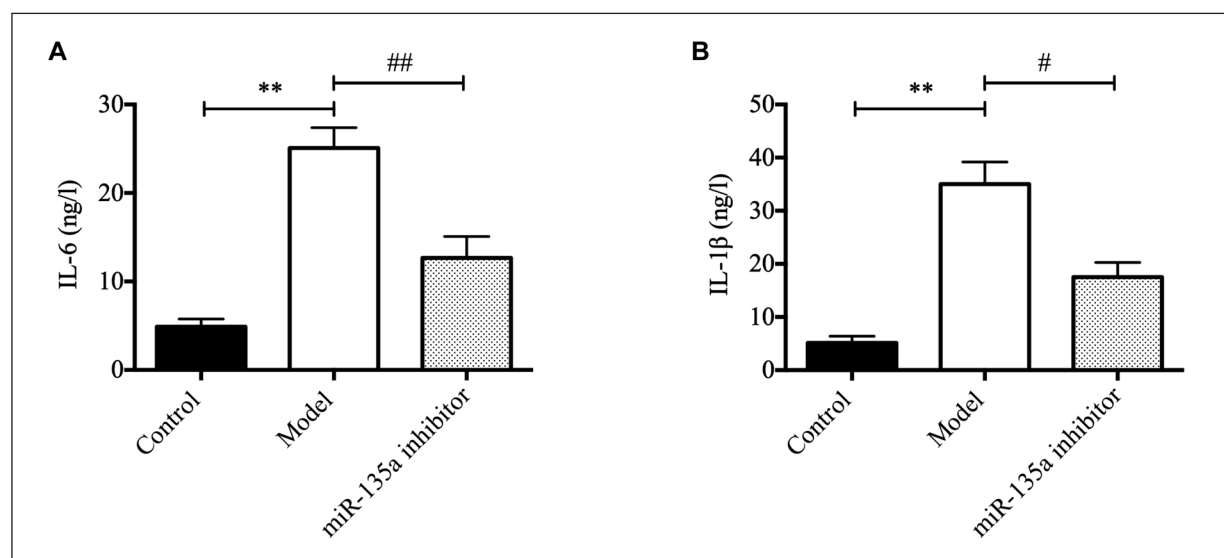 A
**
##
30
20
10
0
IL-6 (ng/l)
Control
Model
miR-135a inhibitor
B
**
#
50
40
30
20
10
0
IL-1β (ng/l)
Control
Model
miR-135a inhibitor